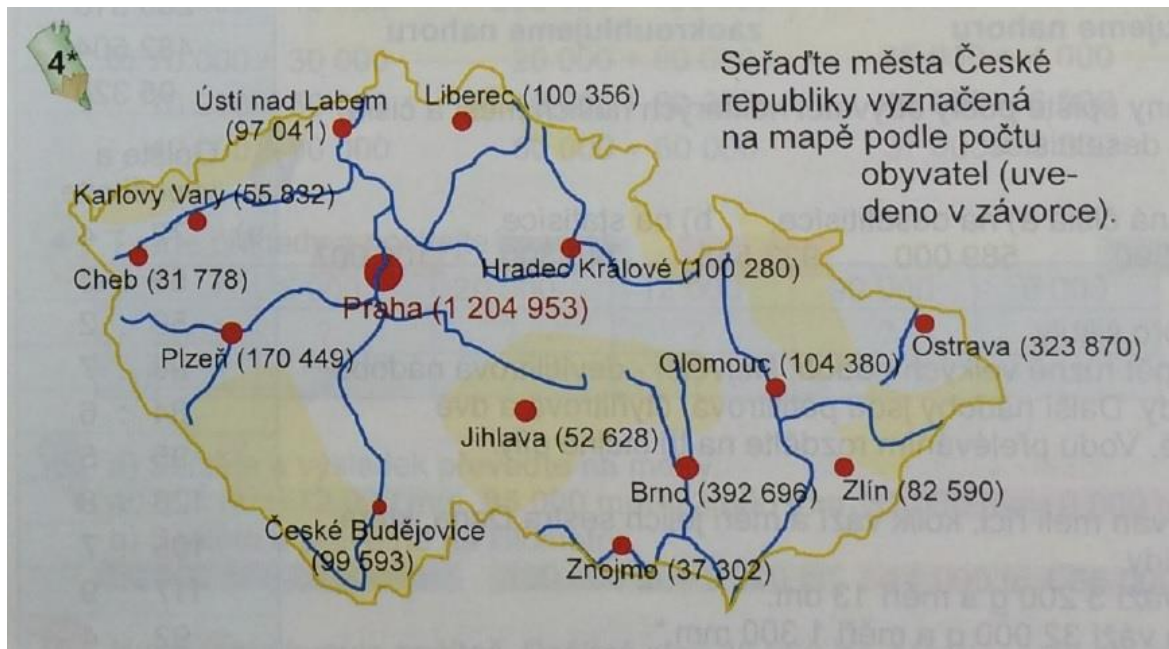 4*
Seřaďte města České
republiky vyznačená
na mapě podle počtu
obyvatel (uve-
deno v závorce).
Ústí nad Labem
(97 041)
Liberec (100 356)
Karlovy Vary (55 832)
Cheb (31 778)
Hradec Králové (100 280)
Praha (1 204 953)
Plzeň (170 449)
Olomouc (104 380)
Ostrava (323 870)
Jihlava (52 628)
Brno (392 696)
Zlín (82 590)
České Budějovice
(99 593)
Znojmo (37 302)